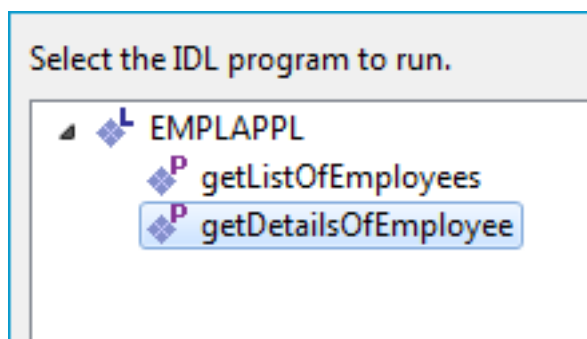 Select the IDL program to run.
L EMPLAPPL
P getListOfEmployees
P getDetailsOfEmployee